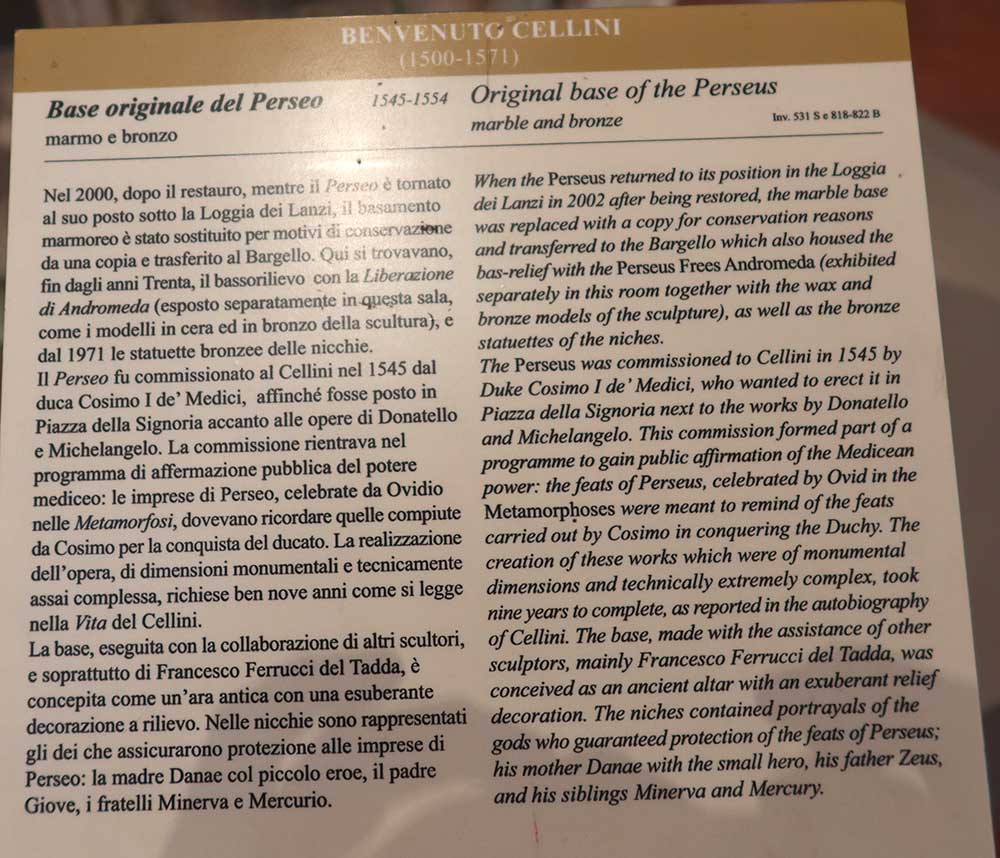 BENVENUTO CELLINI
(1500-1571)
Base originale del Perseo
1545-1554
marmo e bronzo
Nel 2000, dopo il restauro, mentre il Perseo è tornato
al suo posto sotto la Loggia dei Lanzi, il basamento
marmoreo è stato sostituito per motivi di conservazione
da una copia e trasferito al Bargello. Qui si trovavano,
fin dagli anni Trenta, il bassorilievo con la Liberazione
di Andromeda (esposto separatamente in questa sala,
come i modelli in cera ed in bronzo della scultura), e
dal 1971 le statuette bronzee delle nicchie.
Il Perseo fu commissionato al Cellini nel 1545 dal
duca Cosimo I de' Medici, affinché fosse posto in
Piazza della Signoria accanto alle opere di Donatello
e Michelangelo. La commissione rientrava nel
programma di affermazione pubblica del potere
mediceo: le imprese di Perseo, celebrate da Ovidio
nelle Metamorfosi, dovevano ricordare quelle compiute
da Cosimo per la conquista del ducato. La realizzazione
dell'opera, di dimensioni monumentali e tecnicamente
assai complessa, richiese ben nove anni come si legge
nella Vita del Cellini.
La base, eseguita con la collaborazione di altri scultori,
e soprattutto di Francesco Ferrucci del Tadda, è
concepita come un'ara antica con una esuberante
decorazione a rilievo. Nelle nicchie sono rappresentati
gli dei che assicurarono protezione alle imprese di
Perseo: la madre Danae col piccolo eroe, il padre
Giove, i fratelli Minerva e Mercurio.
Original base of the Perseus
marble and bronze
Inv. 531 S e 818-822 B
When the Perseus returned to its position in the Loggia
dei Lanzi in 2002 after being restored, the marble base
was replaced with a copy for conservation reasons
and transferred to the Bargello which also housed the
bas-relief with the Perseus Frees Andromeda (exhibited
separately in this room together with the wax and
bronze models of the sculpture), as well as the bronze
statuettes of the niches.
The Perseus was commissioned to Cellini in 1545 by
Duke Cosimo I de' Medici, who wanted to erect it in
Piazza della Signoria next to the works by Donatello
and Michelangelo. This commission formed part of a
programme to gain public affirmation of the Medicean
power: the feats of Perseus, celebrated by Ovid in the
Metamorphoses were meant to remind of the feats
carried out by Cosimo in conquering the Duchy. The
creation of these works which were of monumental
dimensions and technically extremely complex, took
nine years to complete, as reported in the autobiography
of Cellini. The base, made with the assistance of other
sculptors, mainly Francesco Ferrucci del Tadda, was
conceived as an ancient altar with an exuberant relief
decoration. The niches contained portrayals of the
gods who guaranteed protection of the feats of Perseus;
his mother Danae with the small hero, his father Zeus,
and his siblings Minerva and Mercury.